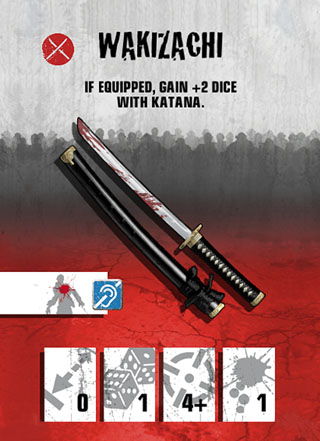 WAKIZACHI
IF EQUIPPED, GAIN +2 DICE
WITH KATANA.
0 1 4+ 1